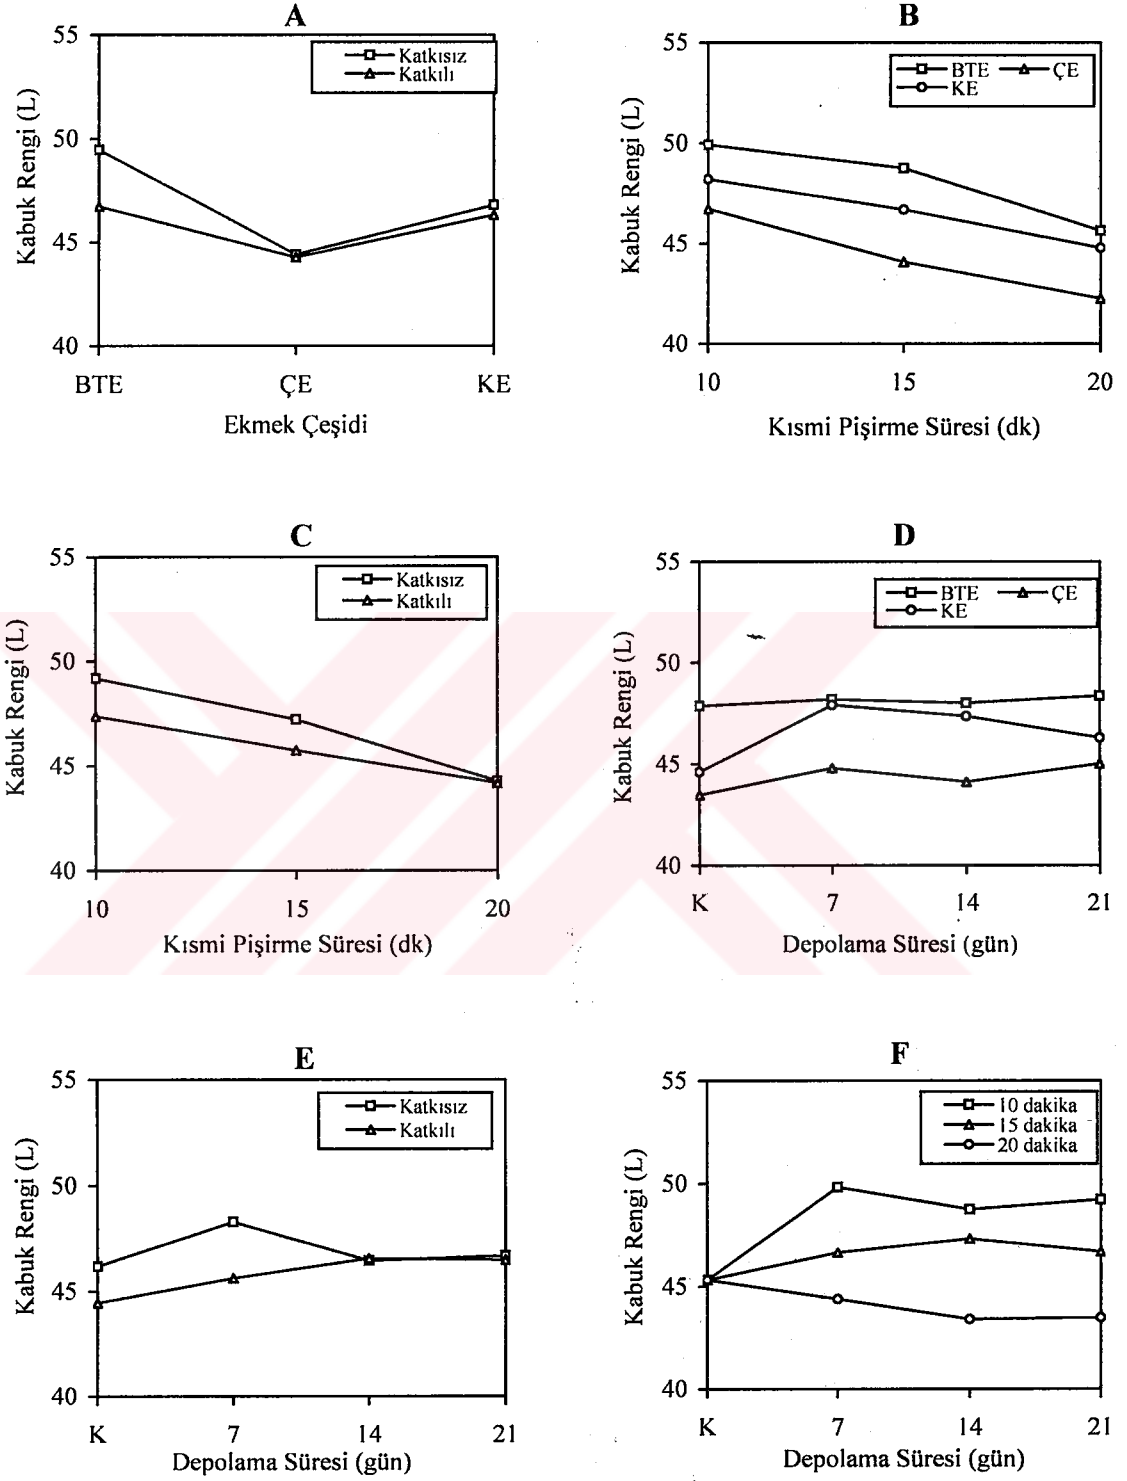 A
55
50
45
40
Kabuk Rengi (L)
Katkısız
Katkılı
BTE ÇE KE
Ekmek Çeşidi
B
55
50
45
40
Kabuk Rengi (L)
BTE ÇE
KE
10 15 20
Kısmi Pişirme Süresi (dk)
C
55
50
45
40
Kabuk Rengi (L)
Katkısız
Katkılı
10 15 20
Kısmi Pişirme Süresi (dk)
D
55
50
45
40
Kabuk Rengi (L)
BTE ÇE
KE
K 7 14 21
Depolama Süresi (gün)
E
55
50
45
40
Kabuk Rengi (L)
Katkısız
Katkılı
K 7 14 21
Depolama Süresi (gün)
F
55
50
45
40
Kabuk Rengi (L)
10 dakika
15 dakika
20 dakika
K 7 14 21
Depolama Süresi (gün)